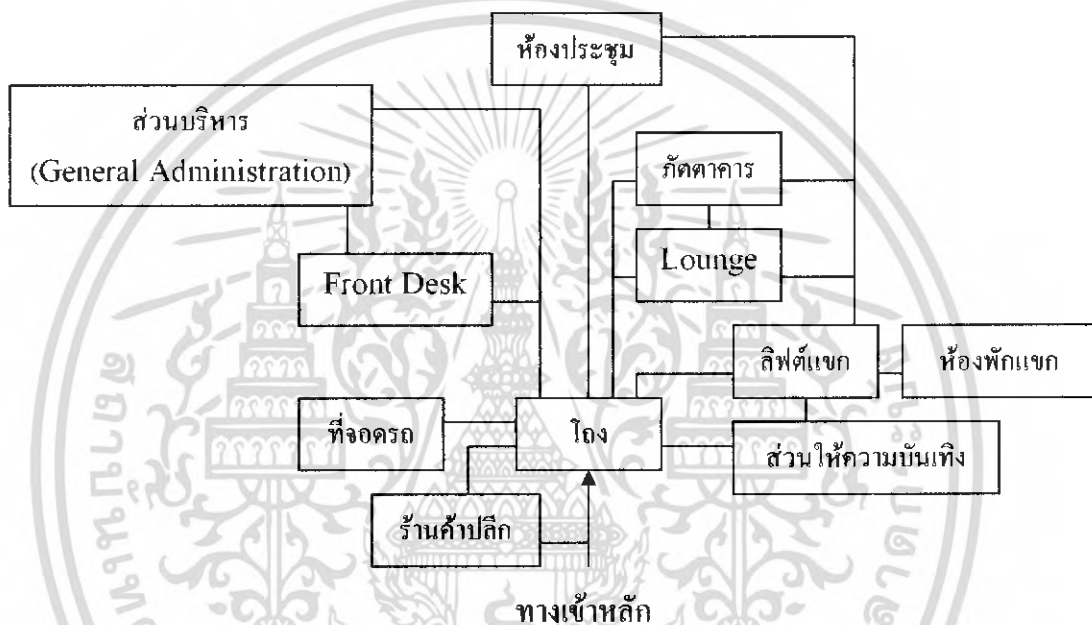 ห้องประชุม
ส่วนบริหาร
(General Administration)
ภัตตาคาร
Lounge
Front Desk
ลิฟต์แขก
ห้องพักแขก
ที่จอดรถ
โถง
ส่วนให้ความบันเทิง
ร้านค้าปลีก
ทางเข้าหลัก